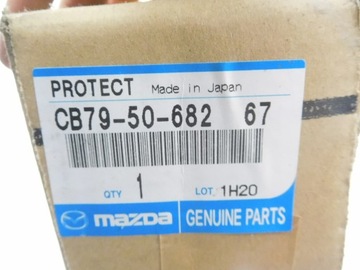 PROTECT Made in Japan
CB79-50-682 67
QTY 1 LOT. 1H20
mazda GENUINE PARTS